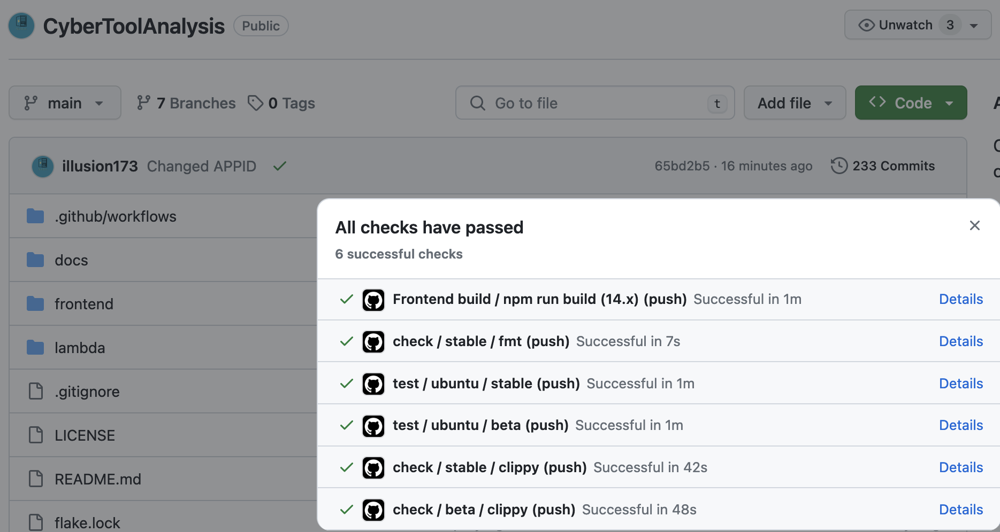 CyberToolAnalysis Public
Unwatch 3
main 7 Branches 0 Tags
Go to file t
Add file
Code
illusion173 Changed APPID
65bd2b5 · 16 minutes ago 233 Commits
.github/workflows
docs
frontend
lambda
.gitignore
LICENSE
README.md
flake.lock
All checks have passed
6 successful checks
Frontend build / npm run build (14.x) (push) Successful in 1m Details
check / stable / fmt (push) Successful in 7s Details
test / ubuntu / stable (push) Successful in 1m Details
test / ubuntu / beta (push) Successful in 1m Details
check / stable / clippy (push) Successful in 42s Details
check / beta / clippy (push) Successful in 48s Details